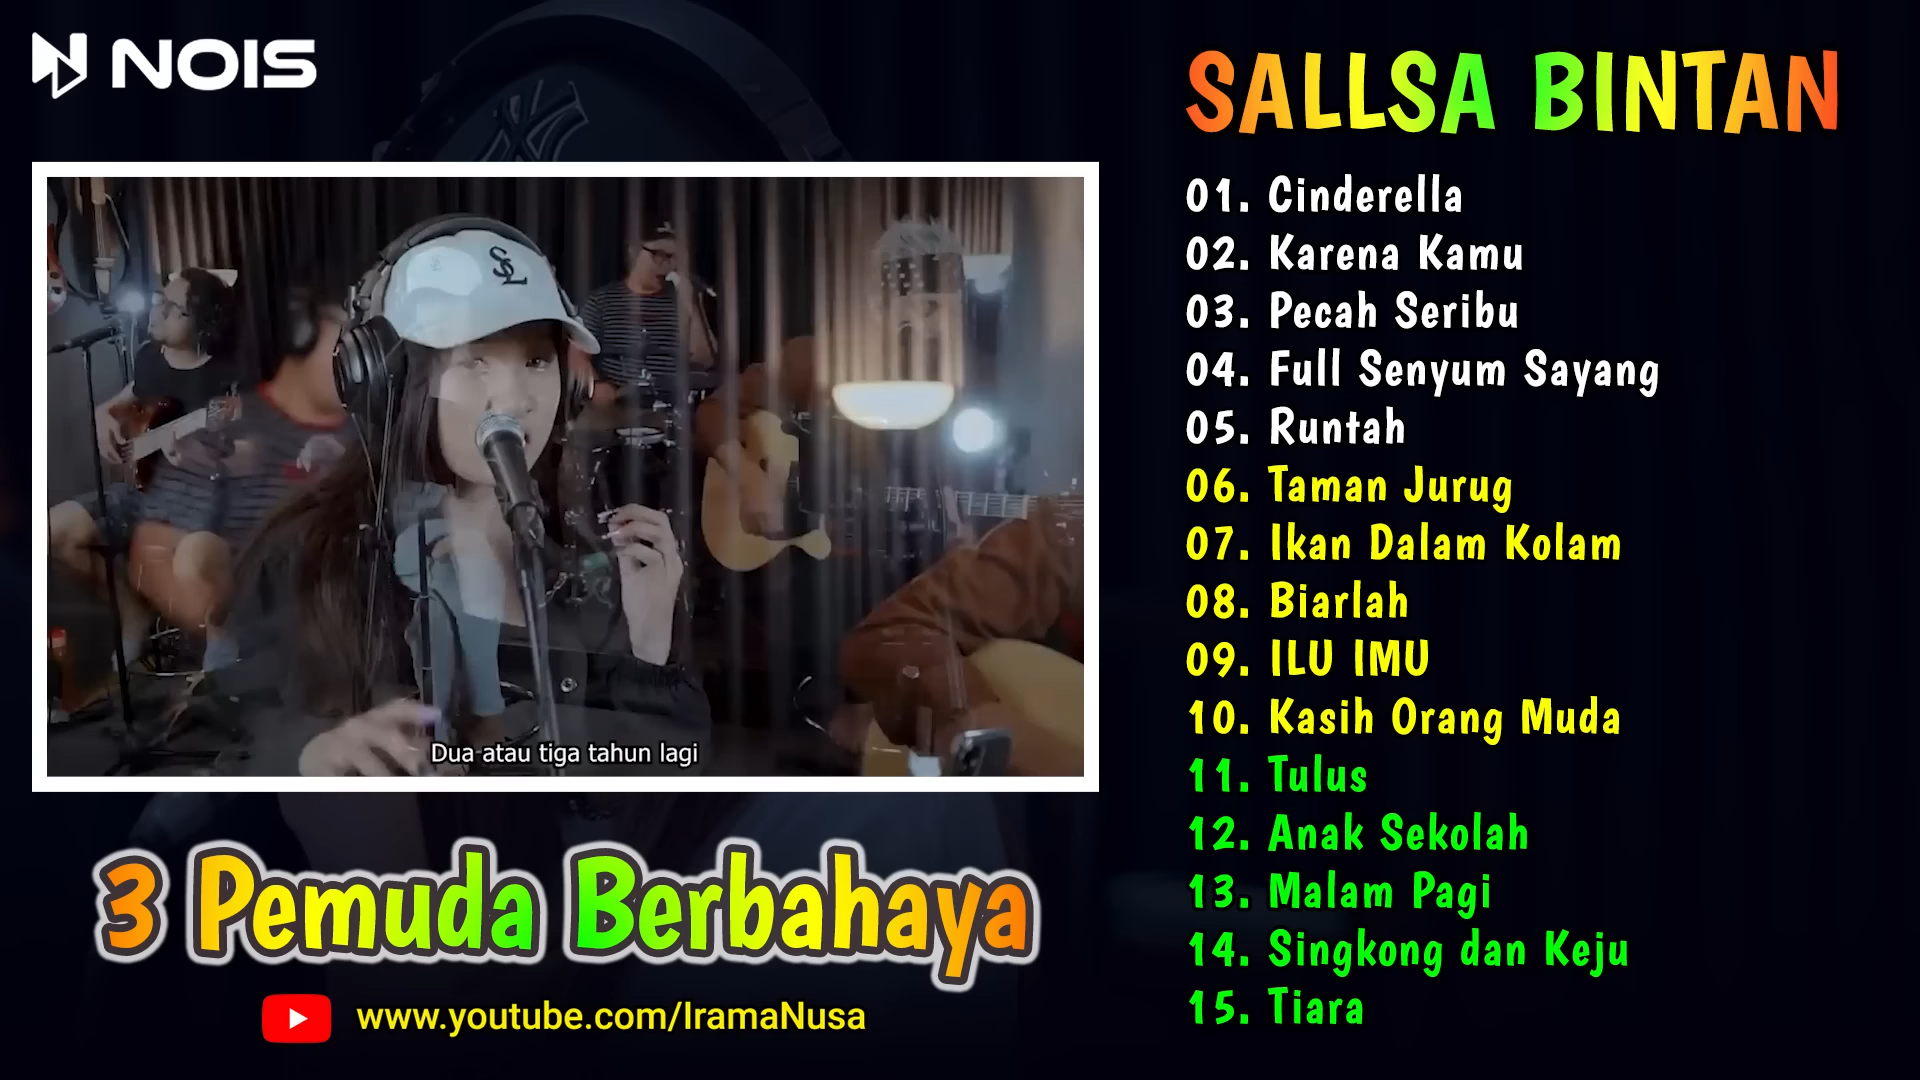 NOIS
SALLSA BINTAN
01. Cinderella
02. Karena Kamu
03. Pecah Seribu
04. Full Senyum Sayang
05. Runtah
06. Taman Jurug
07. Ikan Dalam Kolam
08. Biarlah
09. ILU IMU
10. Kasih Orang Muda
11. Tulus
12. Anak Sekolah
13. Malam Pagi
14. Singkong dan Keju
15. Tiara
SL
Dua atau tiga tahun lagi
3 Pemuda Berbahaya
www.youtube.com/IramaNusa